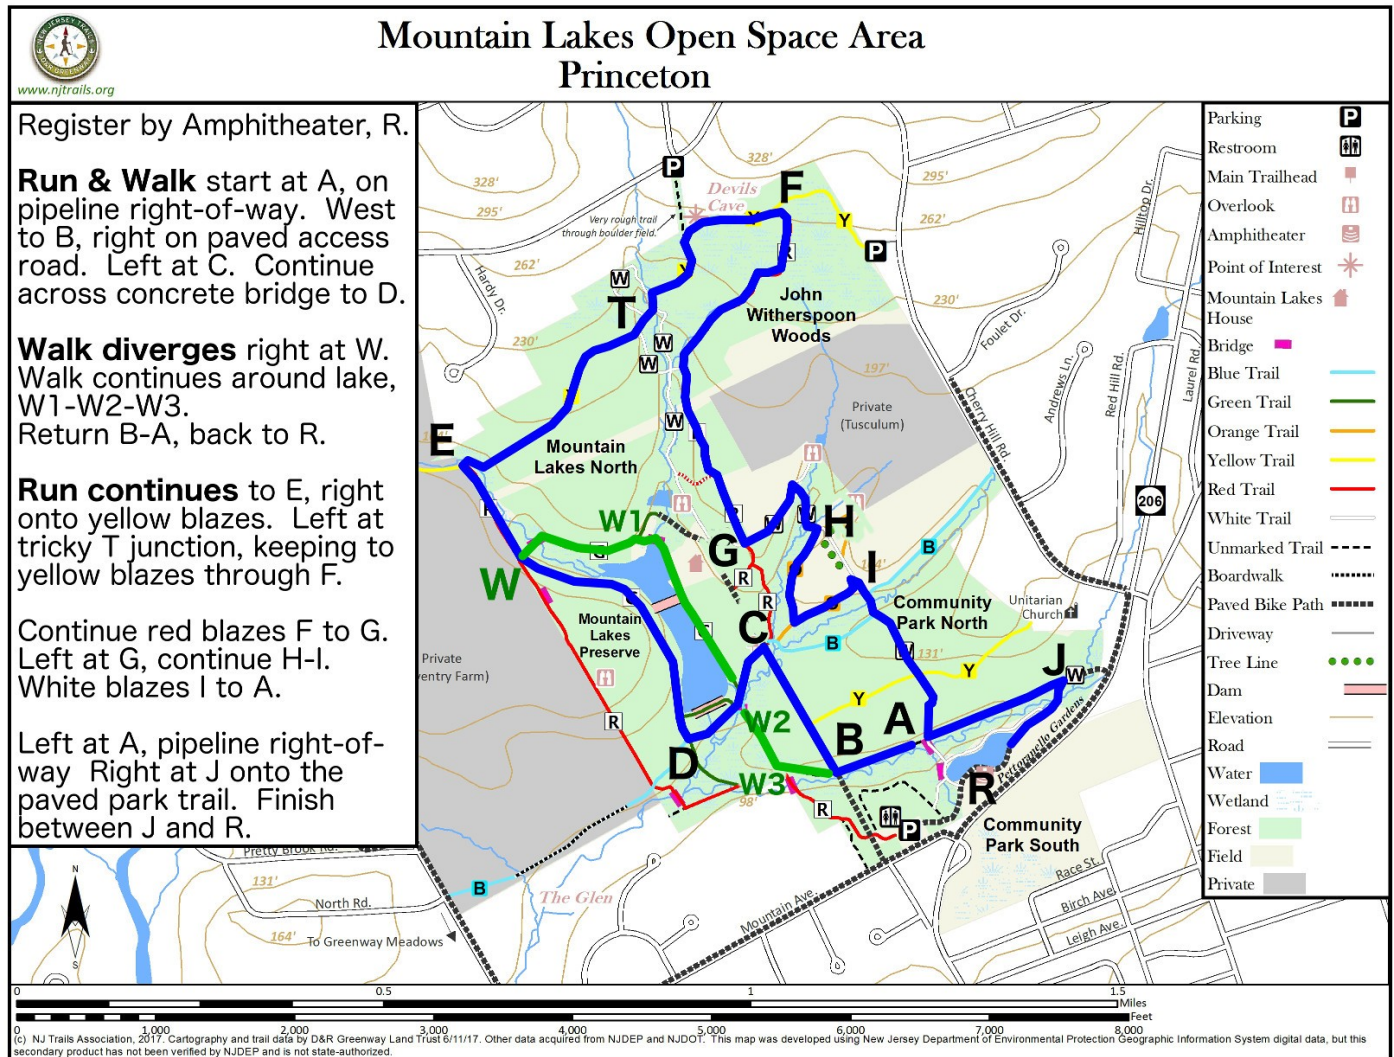 Mountain Lakes Open Space Area
Princeton
NEW JERSEY TRAILS
D&R GREENWAY
www.njtrails.org
Register by Amphitheater, R.
Run & Walk start at A, on
pipeline right-of-way. West
to B, right on paved access
road. Left at C. Continue
across concrete bridge to D.
Walk diverges right at W.
Walk continues around lake,
W1-W2-W3.
Return B-A, back to R.
Run continues to E, right
onto yellow blazes. Left at
tricky T junction, keeping to
yellow blazes through F.
Continue red blazes F to G.
Left at G, continue H-I.
White blazes I to A.
Left at A, pipeline right-of-
way Right at J onto the
paved park trail. Finish
between J and R.
328'
295'
262'
230'
Hardy Dr.
P
Very rough trail
through boulder field.
Devils
Cave
328'
295'
262'
230'
197'
F
Y
Y
Y
P
R
W
T
W
W
W
John
Witherspoon
Woods
Foulet Dr.
Cherry Hill Rd.
Andrews Ln.
Red Hill Rd.
Hilltop Dr.
Laurel Rd.
206
Private
(Tusculum)
E
Mountain
Lakes North
W1
G
W
W
H
I
B
R
R
C
W
G
Mountain
Lakes
Preserve
Private
R
D
W2
W3
98'
B
Community
Park North
131'
W
Y
Y
Unitarian
Church
J
W
A
B
Pettoranello Gardens
R
R
P
Community
Park South
Race St.
Birch Ave.
Leigh Ave.
Mountain Ave.
The Glen
B
Pretty Brook Rd.
131'
North Rd.
164'
To Greenway Meadows
N
S
Parking
P
Restroom
Main Trailhead
Overlook
Amphitheater
Point of Interest
Mountain Lakes
House
Bridge
Blue Trail
Green Trail
Orange Trail
Yellow Trail
Red Trail
White Trail
Unmarked Trail
Boardwalk
Paved Bike Path
Driveway
Tree Line
Dam
Elevation
Road
Water
Wetland
Forest
Field
Private
0 0.5 1 1.5
Miles
Feet
0 1,000 2,000 3,000 4,000 5,000 6,000 7,000 8,000
(c) NJ Trails Association, 2017. Cartography and trail data by D&R Greenway Land Trust 6/11/17. Other data acquired from NJDEP and NJDOT. This map was developed using New Jersey Department of Environmental Protection Geographic Information System digital data, but this
secondary product has not been verified by NJDEP and is not state-authorized.